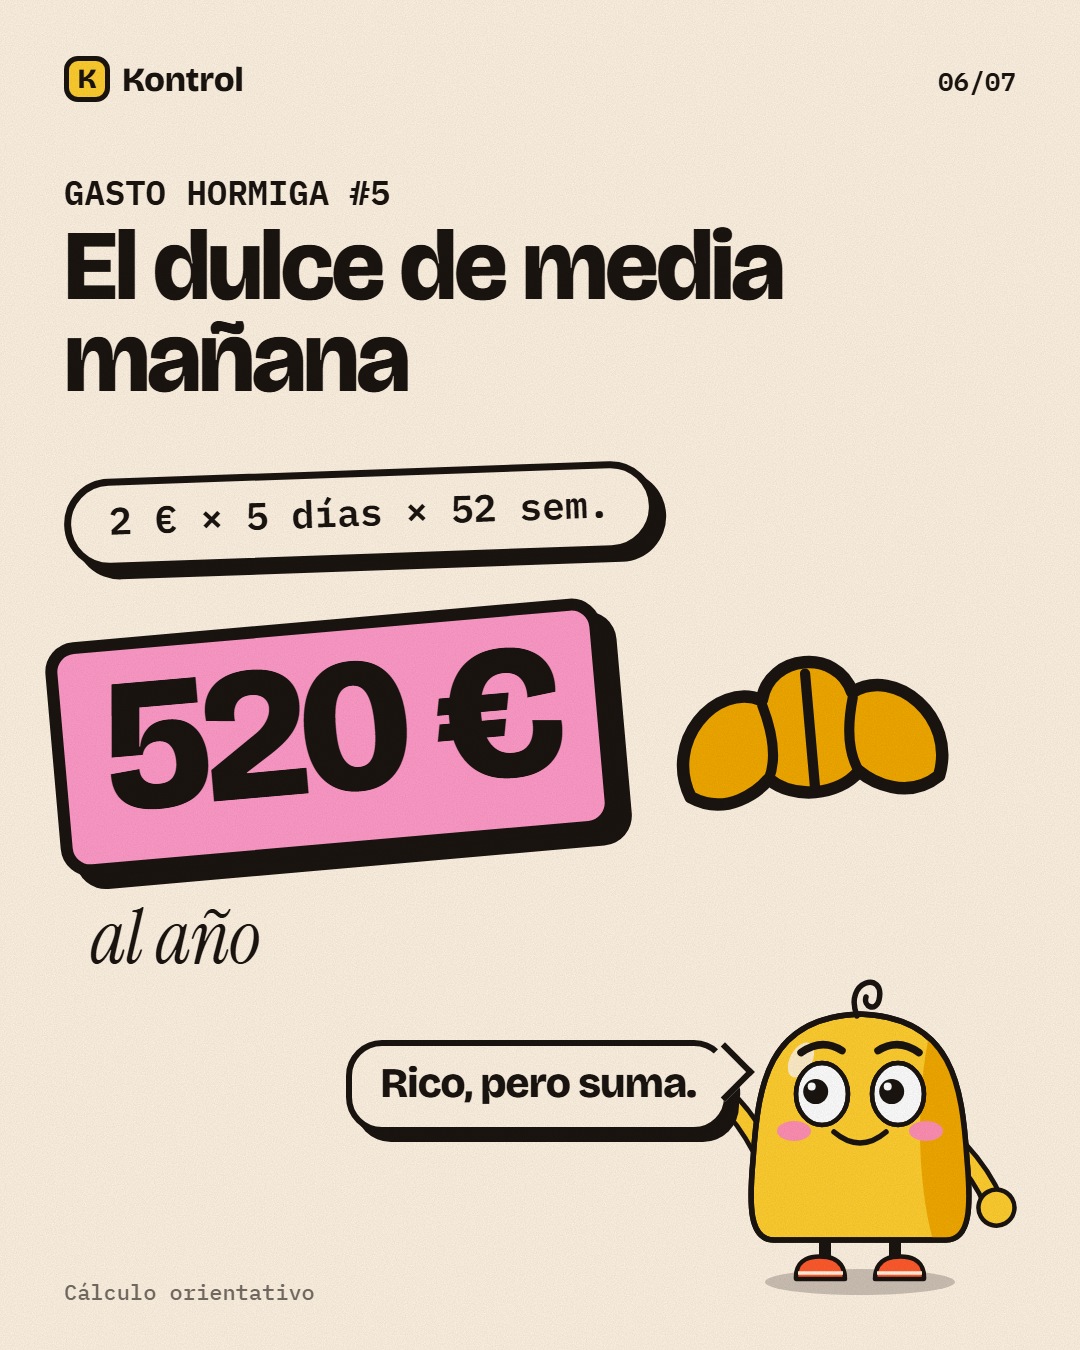 K Kontrol
06/07
GASTO HORMIGA #5
El dulce de media
mañana
2 € × 5 días × 52 sem.
520 €
al año
Rico, pero suma.
Cálculo orientativo